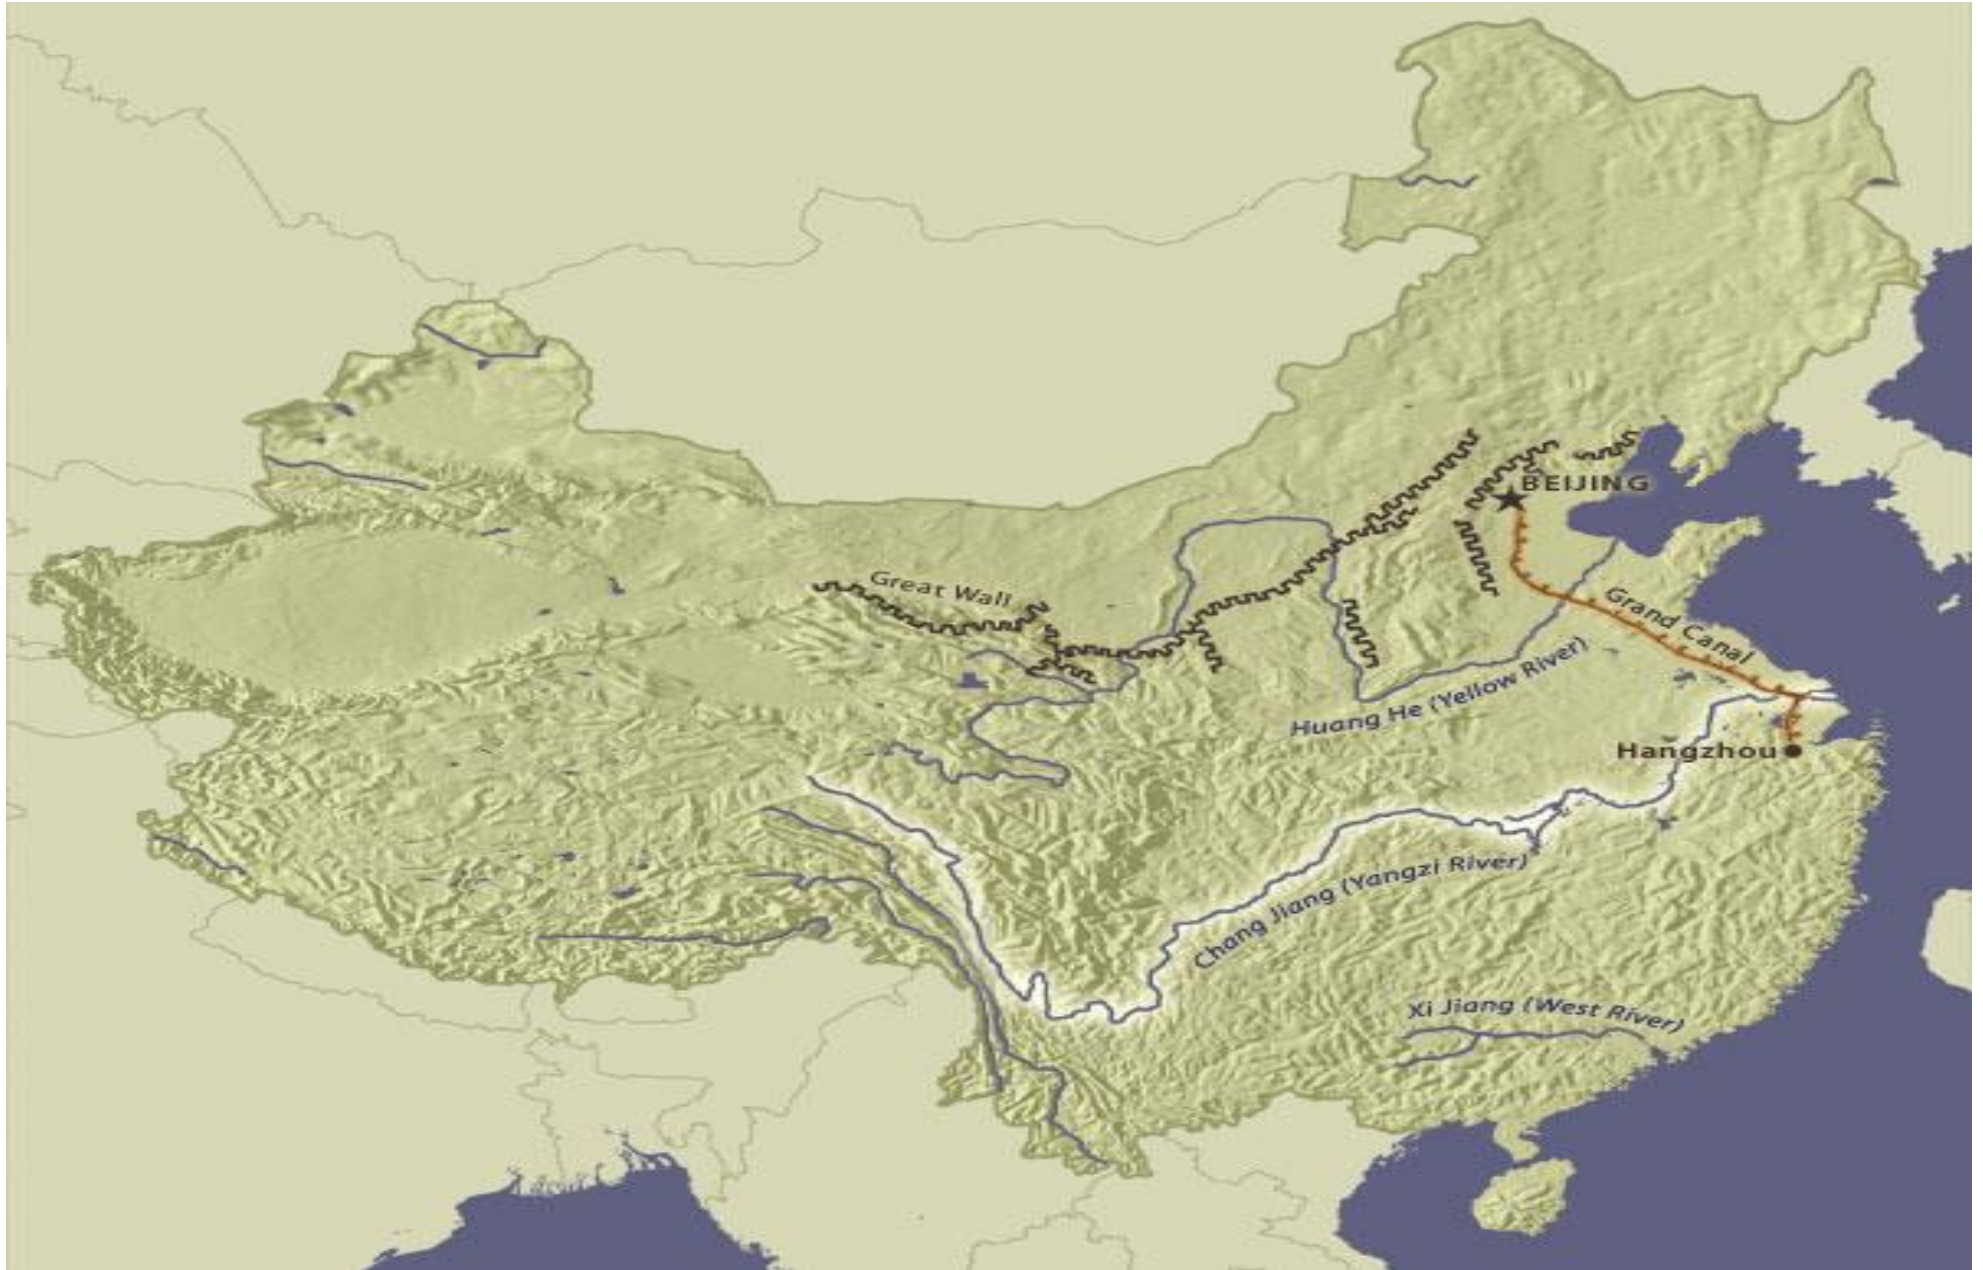 BEIJING
Great Wall
Grand Canal
Huang He (Yellow River)
Hangzhou
Chang Jiang (Yangzi River)
Xi Jiang (West River)